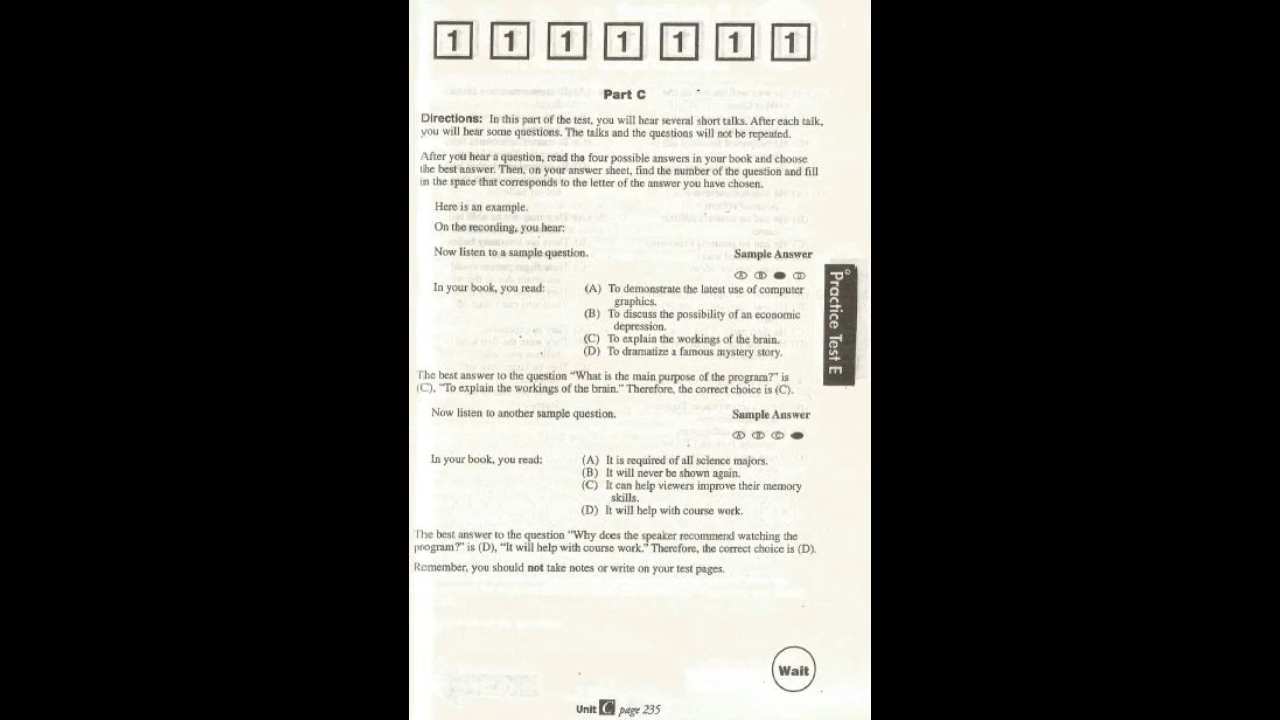 1 1 1 1 1 1 1
Part C
Directions: In this part of the test, you will hear several short talks. After each talk,
you will hear some questions. The talks and the questions will not be repeated.
After you hear a question, read the four possible answers in your book and choose
the best answer. Then, on your answer sheet, find the number of the question and fill
in the space that corresponds to the letter of the answer you have chosen.
Here is an example.
On the recording, you hear:
Now listen to a sample question.
Sample Answer
A B D
In your book, you read:
(A) To demonstrate the latest use of computer
graphics.
(B) To discuss the possibility of an economic
depression.
(C) To explain the workings of the brain.
(D) To dramatize a famous mystery story.
The best answer to the question "What is the main purpose of the program?" is
(C), "To explain the workings of the brain." Therefore, the correct choice is (C).
Now listen to another sample question.
Sample Answer
A B C
In your book, you read:
(A) It is required of all science majors.
(B) It will never be shown again.
(C) It can help viewers improve their memory
skills.
(D) It will help with course work.
The best answer to the question "Why does the speaker recommend watching the
program?" is (D), "It will help with course work." Therefore, the correct choice is (D).
Remember, you should not take notes or write on your test pages.
Practice Test E
Wait
Unit C page 235